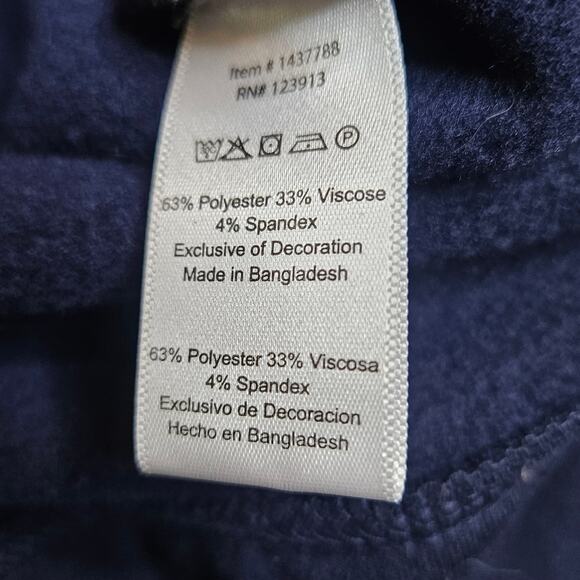 Item # 1437788
RN# 123913
P
63% Polyester 33% Viscose
4% Spandex
Exclusive of Decoration
Made in Bangladesh
63% Polyester 33% Viscosa
4% Spandex
Exclusivo de Decoracion
Hecho en Bangladesh